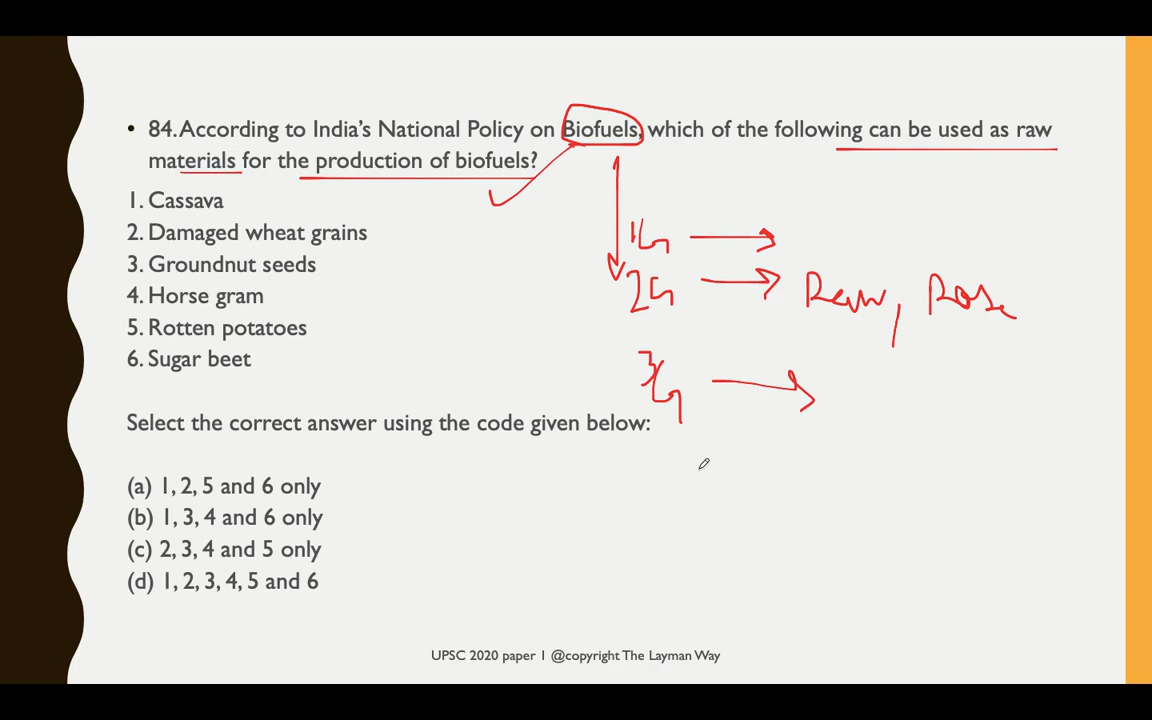 • 84. According to India's National Policy on Biofuels, which of the following can be used as raw
materials for the production of biofuels?
1. Cassava
2. Damaged wheat grains
3. Groundnut seeds
4. Horse gram
5. Rotten potatoes
6. Sugar beet
1G
2G
Raw,
3G
Select the correct answer using the code given below:
(a) 1, 2, 5 and 6 only
(b) 1, 3, 4 and 6 only
(c) 2, 3, 4 and 5 only
(d) 1, 2, 3, 4, 5 and 6
UPSC 2020 paper 1 @copyright The Layman Way